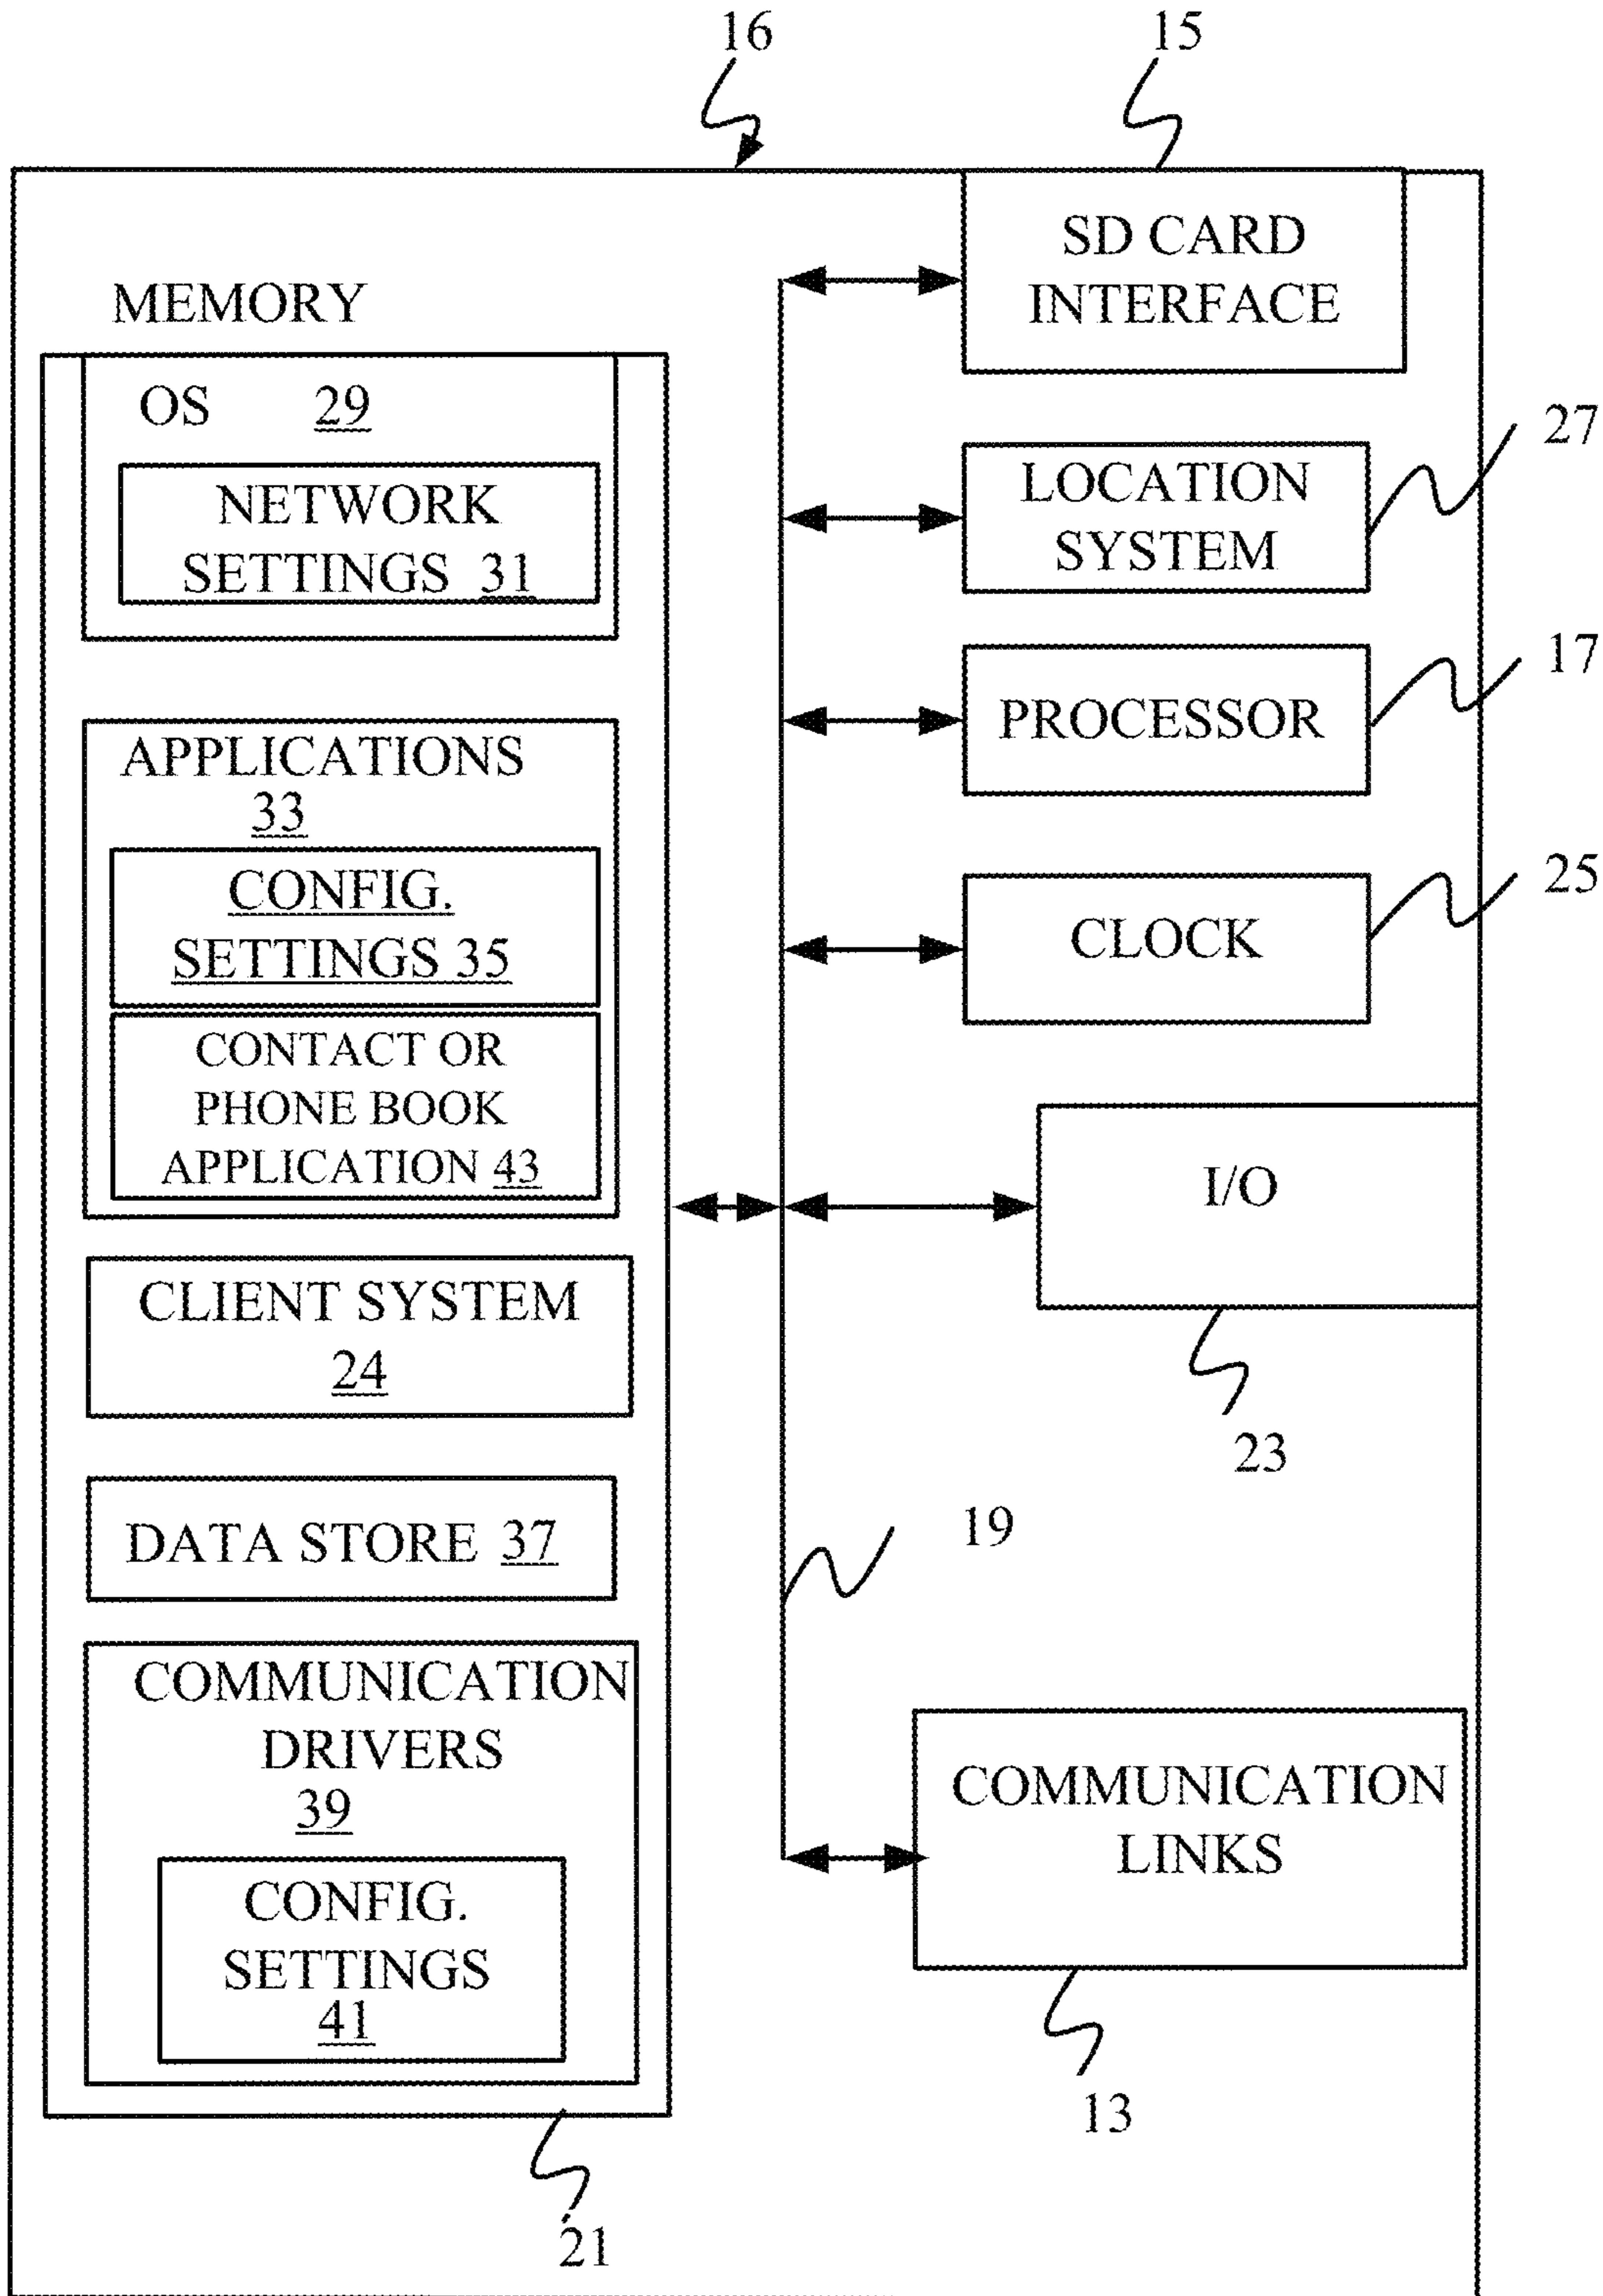 16
15
SD CARD
INTERFACE
MEMORY
OS 29
NETWORK
SETTINGS 31
APPLICATIONS
33
CONFIG.
SETTINGS 35
CONTACT OR
PHONE BOOK
APPLICATION 43
CLIENT SYSTEM
24
DATA STORE 37
COMMUNICATION
DRIVERS
39
CONFIG.
SETTINGS
41
21
LOCATION
SYSTEM
27
PROCESSOR
17
CLOCK
25
I/O
23
19
COMMUNICATION
LINKS
13